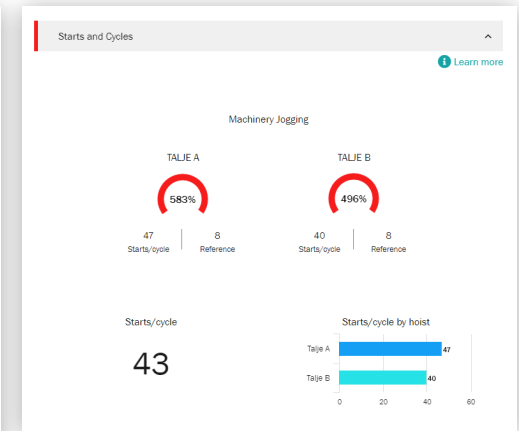 Starts and Cycles
Learn more
Machinery Jogging
TALJE A
TALJE B
583%
496%
47
8
40
8
Starts/cycle
Reference
Starts/cycle
Reference
Starts/cycle
Starts/cycle by hoist
43
Talje A
47
Talje B
40
0
20
40
60